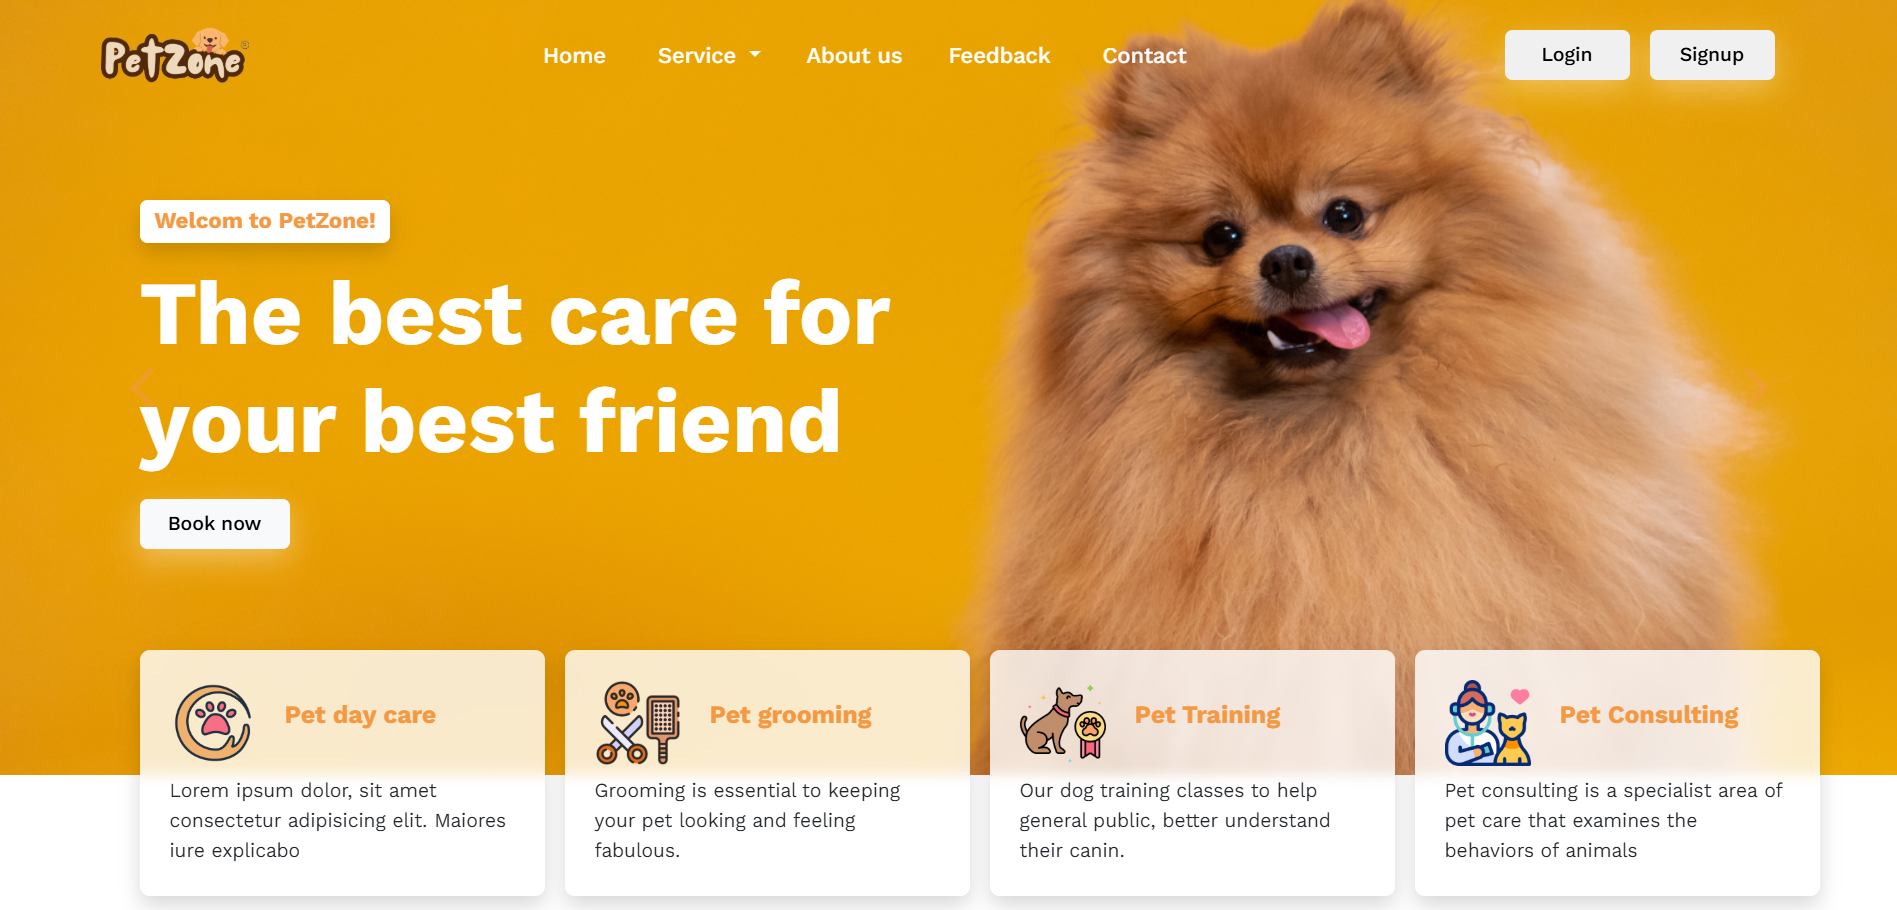 PetZone®
Home Service About us Feedback Contact
Login Signup
Welcom to PetZone!
The best care for
your best friend
Book now
Pet day care
Lorem ipsum dolor, sit amet
consectetur adipisicing elit. Maiores
iure explicabo
Pet grooming
Grooming is essential to keeping
your pet looking and feeling
fabulous.
Pet Training
Our dog training classes to help
general public, better understand
their canin.
Pet Consulting
Pet consulting is a specialist area of
pet care that examines the
behaviors of animals